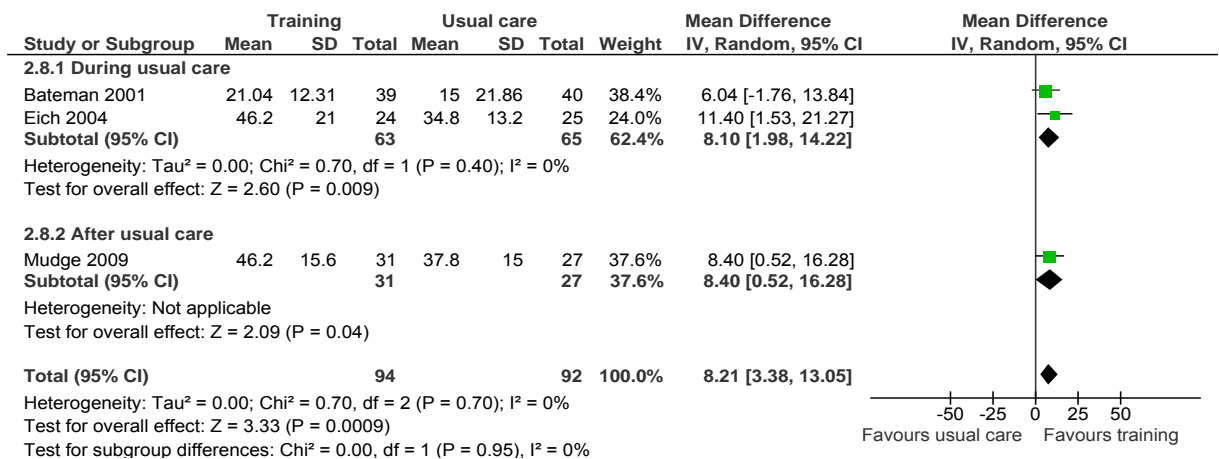 Training Usual care Mean Difference Mean Difference
Study or Subgroup Mean SD Total Mean SD Total Weight IV, Random, 95% CI IV, Random, 95% CI
2.8.1 During usual care
Bateman 2001 21.04 12.31 39 15 21.86 40 38.4% 6.04 [-1.76, 13.84]
Eich 2004 46.2 21 24 34.8 13.2 25 24.0% 11.40 [1.53, 21.27]
Subtotal (95% CI) 63 65 62.4% 8.10 [1.98, 14.22]
Heterogeneity: Tau² = 0.00; Chi² = 0.70, df = 1 (P = 0.40); I² = 0%
Test for overall effect: Z = 2.60 (P = 0.009)
2.8.2 After usual care
Mudge 2009 46.2 15.6 31 37.8 15 27 37.6% 8.40 [0.52, 16.28]
Subtotal (95% CI) 31 27 37.6% 8.40 [0.52, 16.28]
Heterogeneity: Not applicable
Test for overall effect: Z = 2.09 (P = 0.04)
Total (95% CI) 94 92 100.0% 8.21 [3.38, 13.05]
Heterogeneity: Tau² = 0.00; Chi² = 0.70, df = 2 (P = 0.70); I² = 0%
Test for overall effect: Z = 3.33 (P = 0.0009)
Test for subgroup differences: Chi² = 0.00, df = 1 (P = 0.95), I² = 0%
-50 -25 0 25 50
Favours usual care Favours training